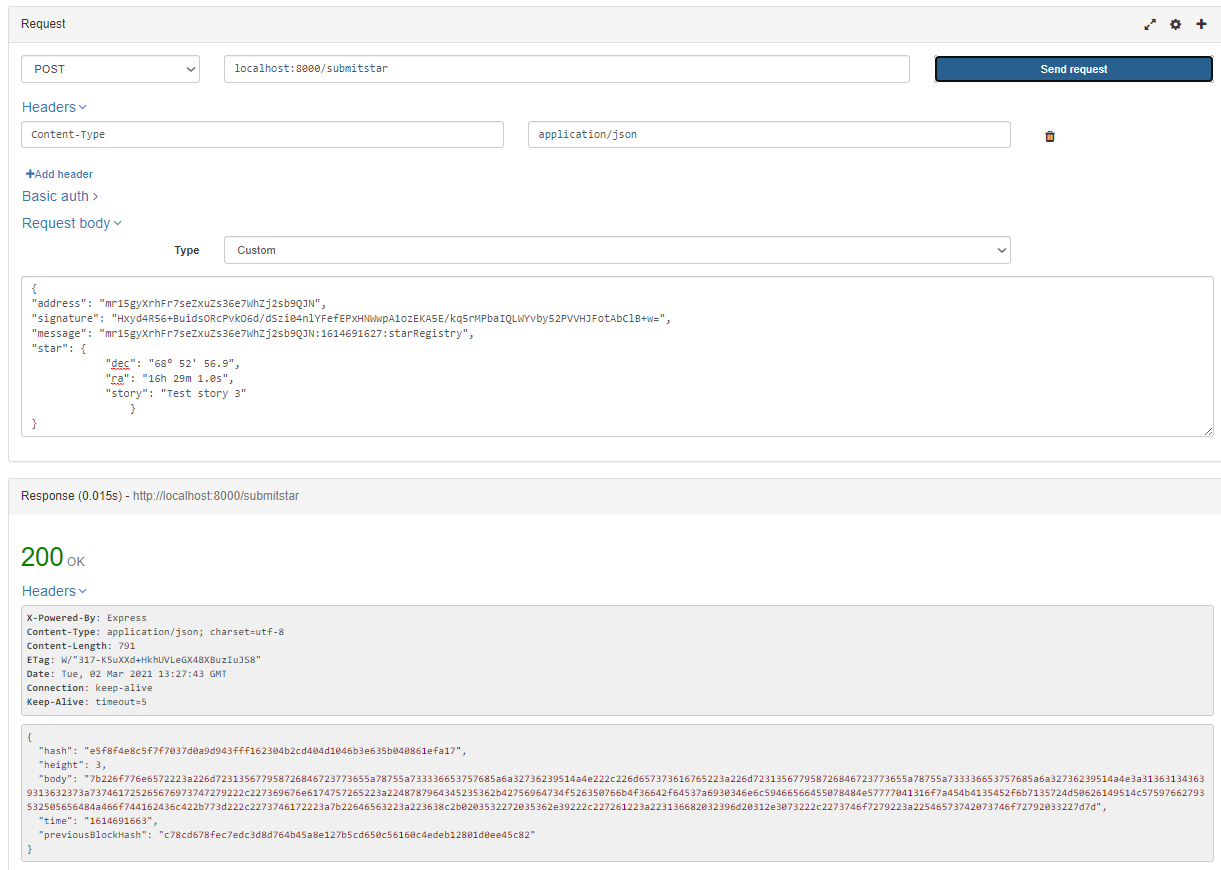 Request
POST
localhost:8000/submitstar
Send request
Headers
Content-Type
application/json
Add header
Basic auth
Request body
Type
Custom
{
"address": "mr15gyXrhFr7seZxuZs36e7WhZj2sb9QJN",
"signature": "Hxyd4R56+BuidsORcPvkO6d/dSzi04nlYFefEPxHNWwpA1ozEKA5E/kq5rMPbaIQLWYvby52PVVHJFotAbClB+w=",
"message": "mr15gyXrhFr7seZxuZs36e7WhZj2sb9QJN:1614691627:starRegistry",
"star": {
"dec": "68° 52' 56.9",
"ra": "16h 29m 1.0s",
"story": "Test story 3"
}
}
Response (0.015s) - http://localhost:8000/submitstar
200 OK
Headers
X-Powered-By: Express
Content-Type: application/json; charset=utf-8
Content-Length: 791
ETag: W/"317-K5uXXd+HkhUVLeGX4BXBuzIuJS8"
Date: Tue, 02 Mar 2021 13:27:43 GMT
Connection: keep-alive
Keep-Alive: timeout=5
{
"hash": "e5f8f4e8c5f7f7037d0a9d943fff162304b2cd404d1046b3e635b040861efa17",
"height": 3,
"body":
"time": "1614691663",
"previousBlockHash": "c78cd678fec7edc3d8d764b45a8e127b5cd650c56160c4edeb12801d0ee45c82"
}